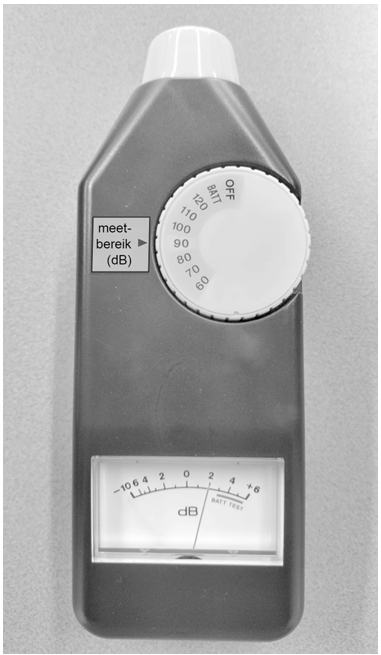 OFF
BATT
120
110
100
90
80
70
60
meet-
bereik
(dB)
-10 6 4 2 0 2 4 +6
BATT TEST
dB